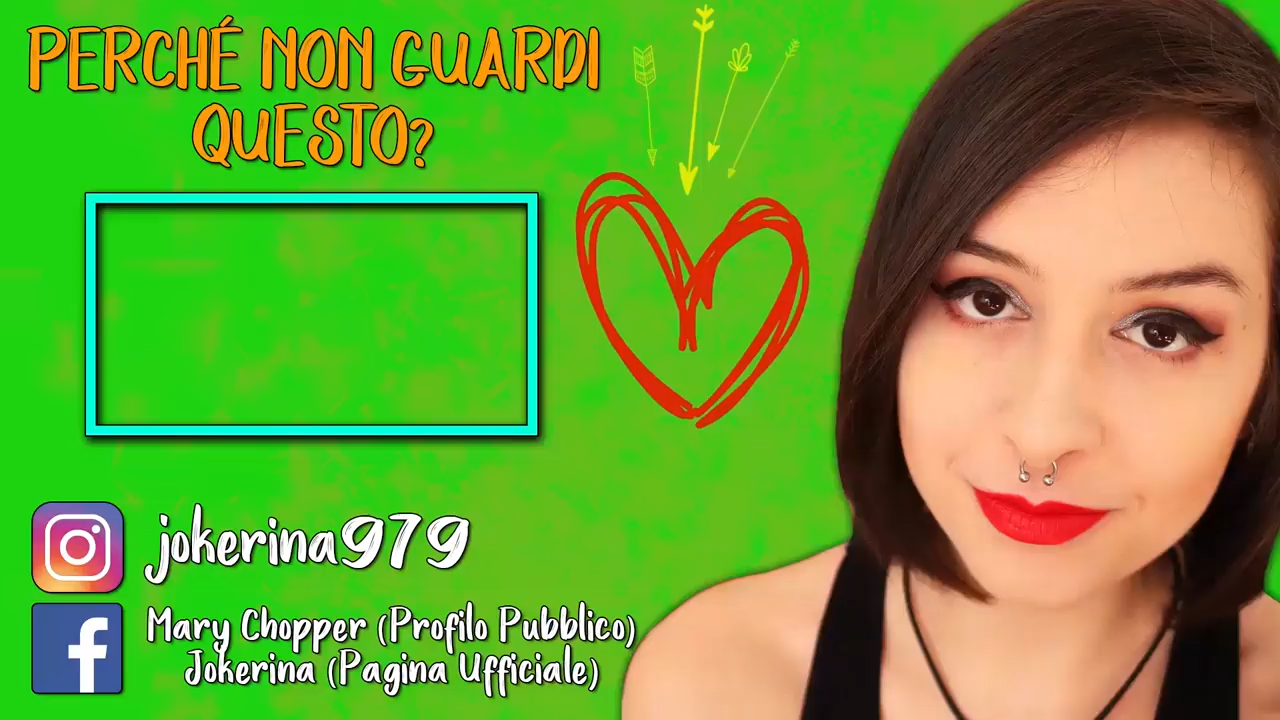 PERCHÉ NON GUARDI
QUESTO?
jokerina979
Mary Chopper (Profilo Pubblico)
Jokerina (Pagina Ufficiale)